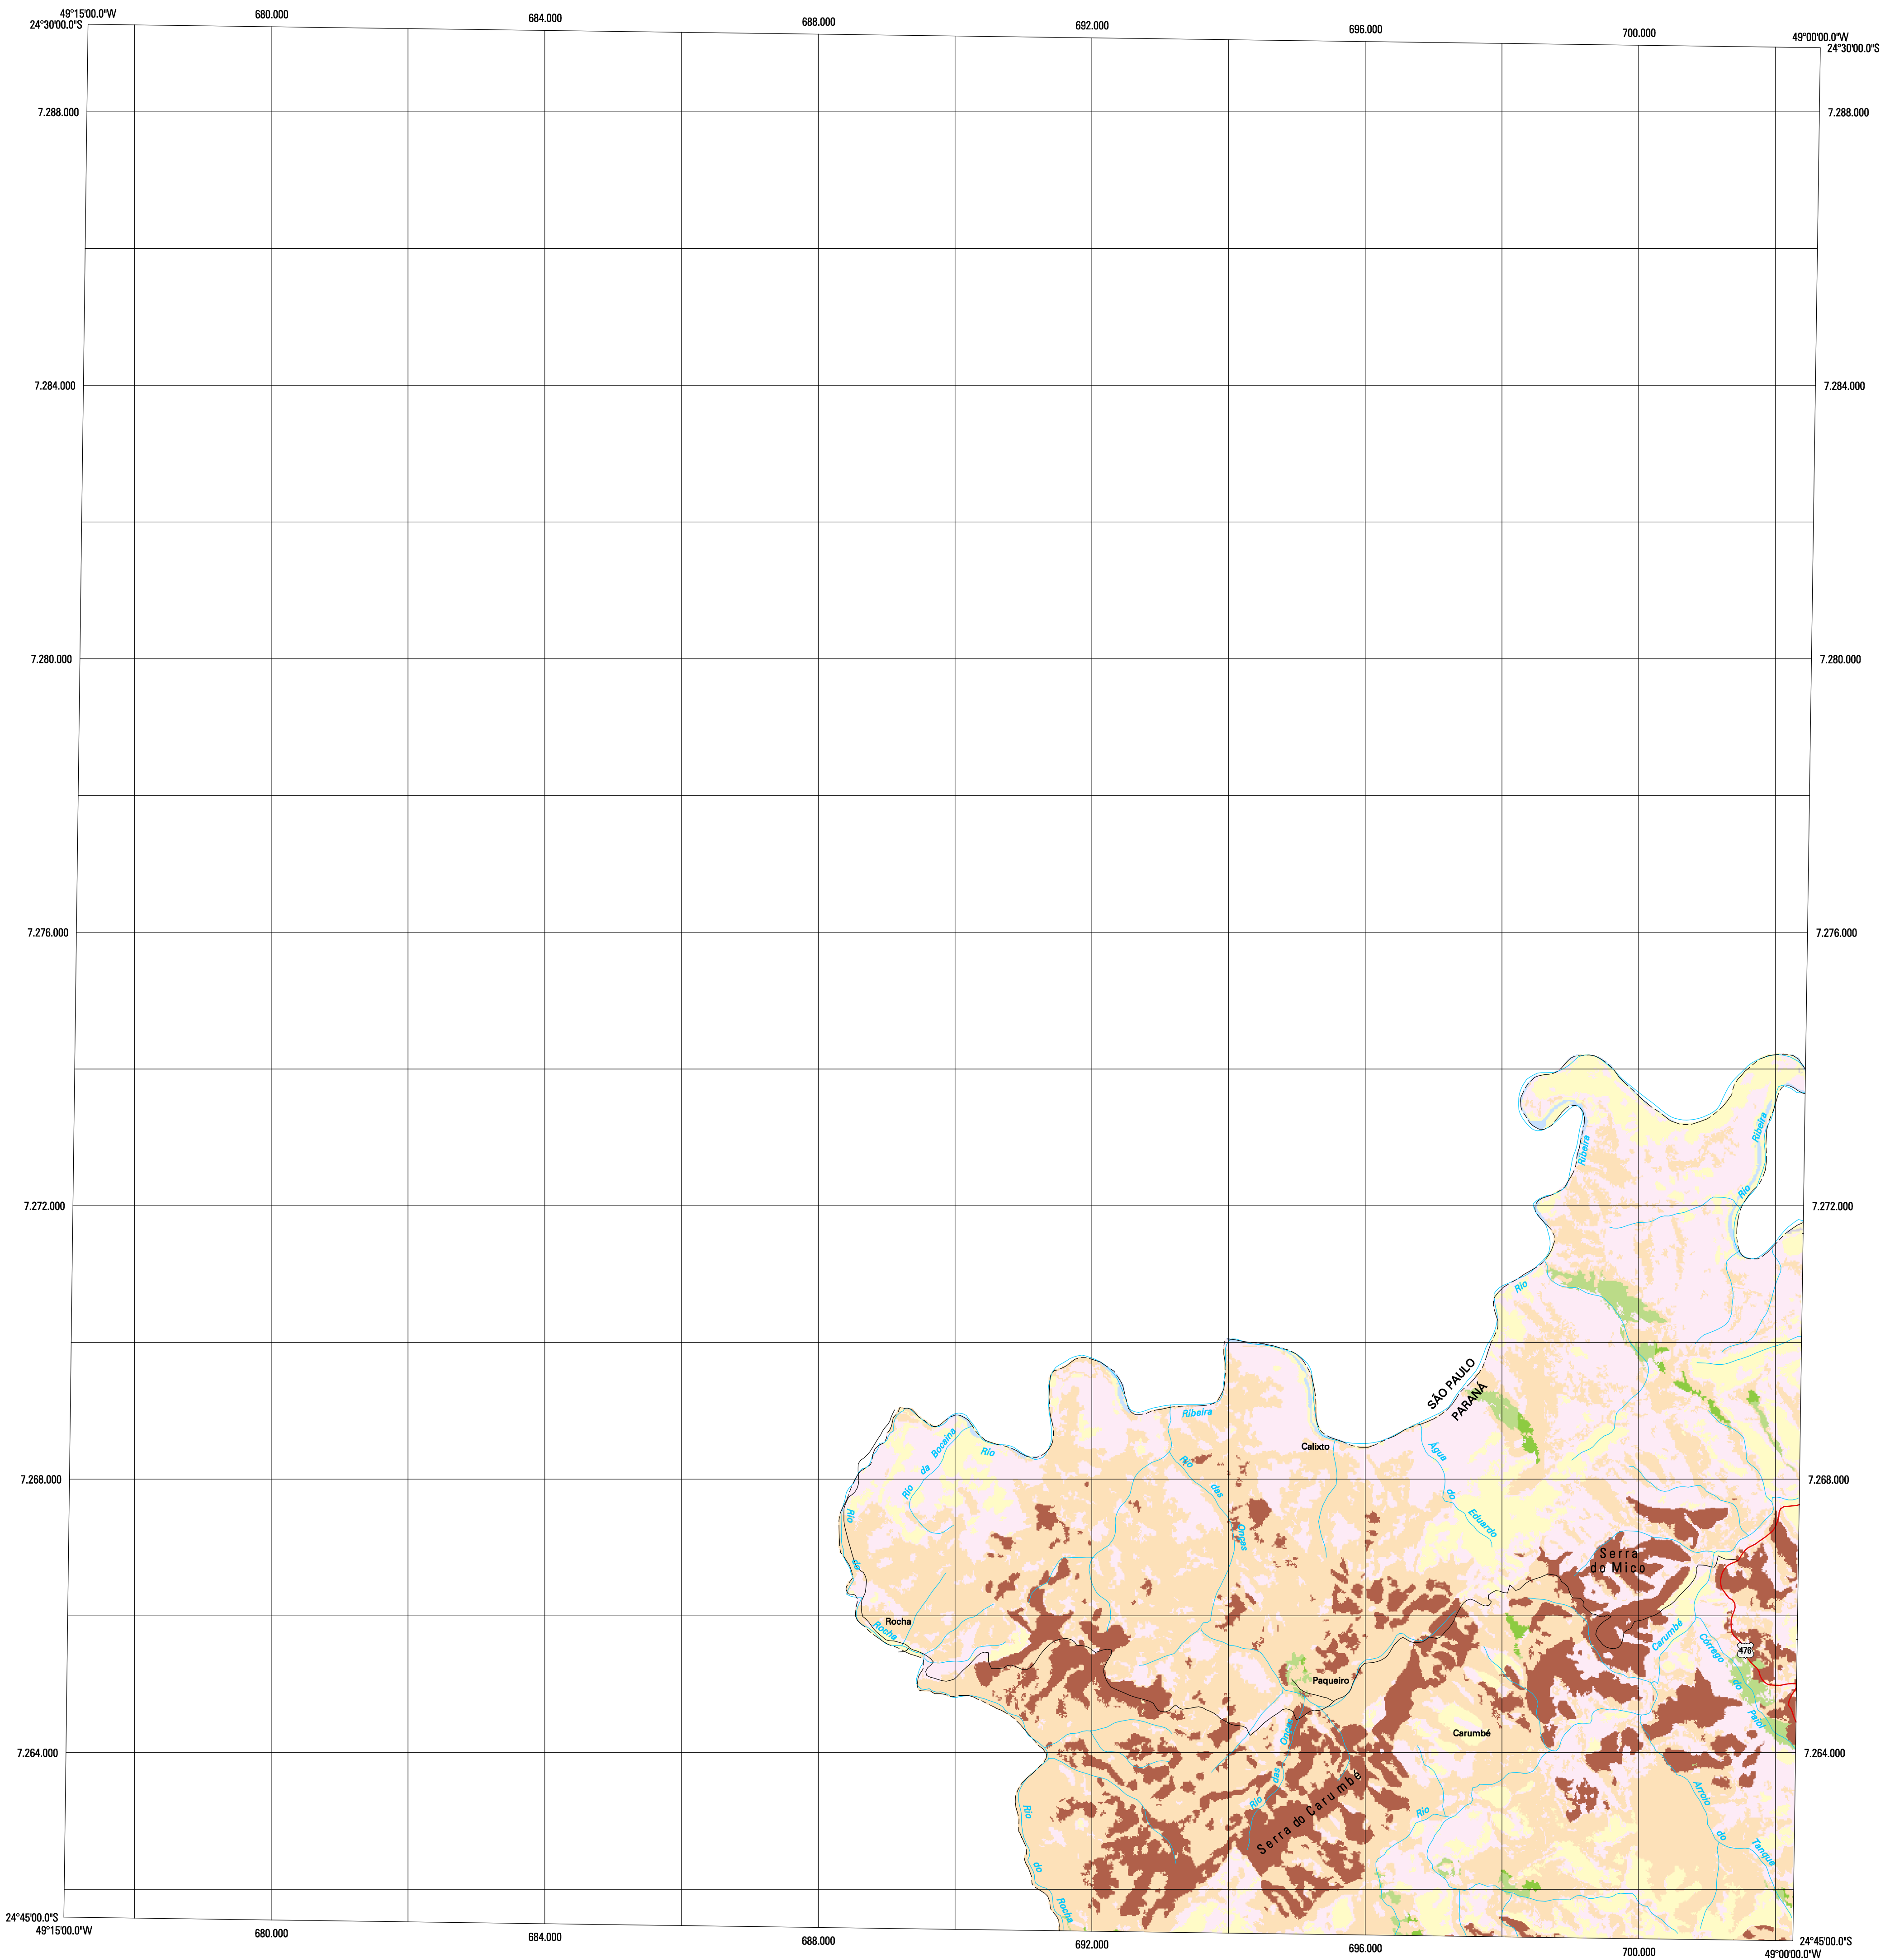 49°15'00.0"W
680.000
684.000
688.000
692.000
696.000
700.000
49°00'00.0"W
24°30'00.0"S
24°30'00.0"S
7.288.000
7.288.000
7.284.000
7.284.000
7.280.000
7.280.000
7.276.000
7.276.000
Ribeira
Ribeira
Rio
7.272.000
7.272.000
Rio
SÃO PAULO
PARANÁ
Ribeira
Rio da Bocaina
Rio
Calixto
Água do Eduardo
7.268.000
7.268.000
Rio das Onças
Rio do Rocha
Rocha
Serra
do Mico
Carumbé
Córrego do Paiol
476
Paqueiro
Carumbé
7.264.000
7.264.000
Rio das Onças
Serra do Carumbé
Rio
Arroio do Tanque
Rio do Rocha
24°45'00.0"S
24°45'00.0"S
49°15'00.0"W
680.000
684.000
688.000
692.000
696.000
700.000
49°00'00.0"W